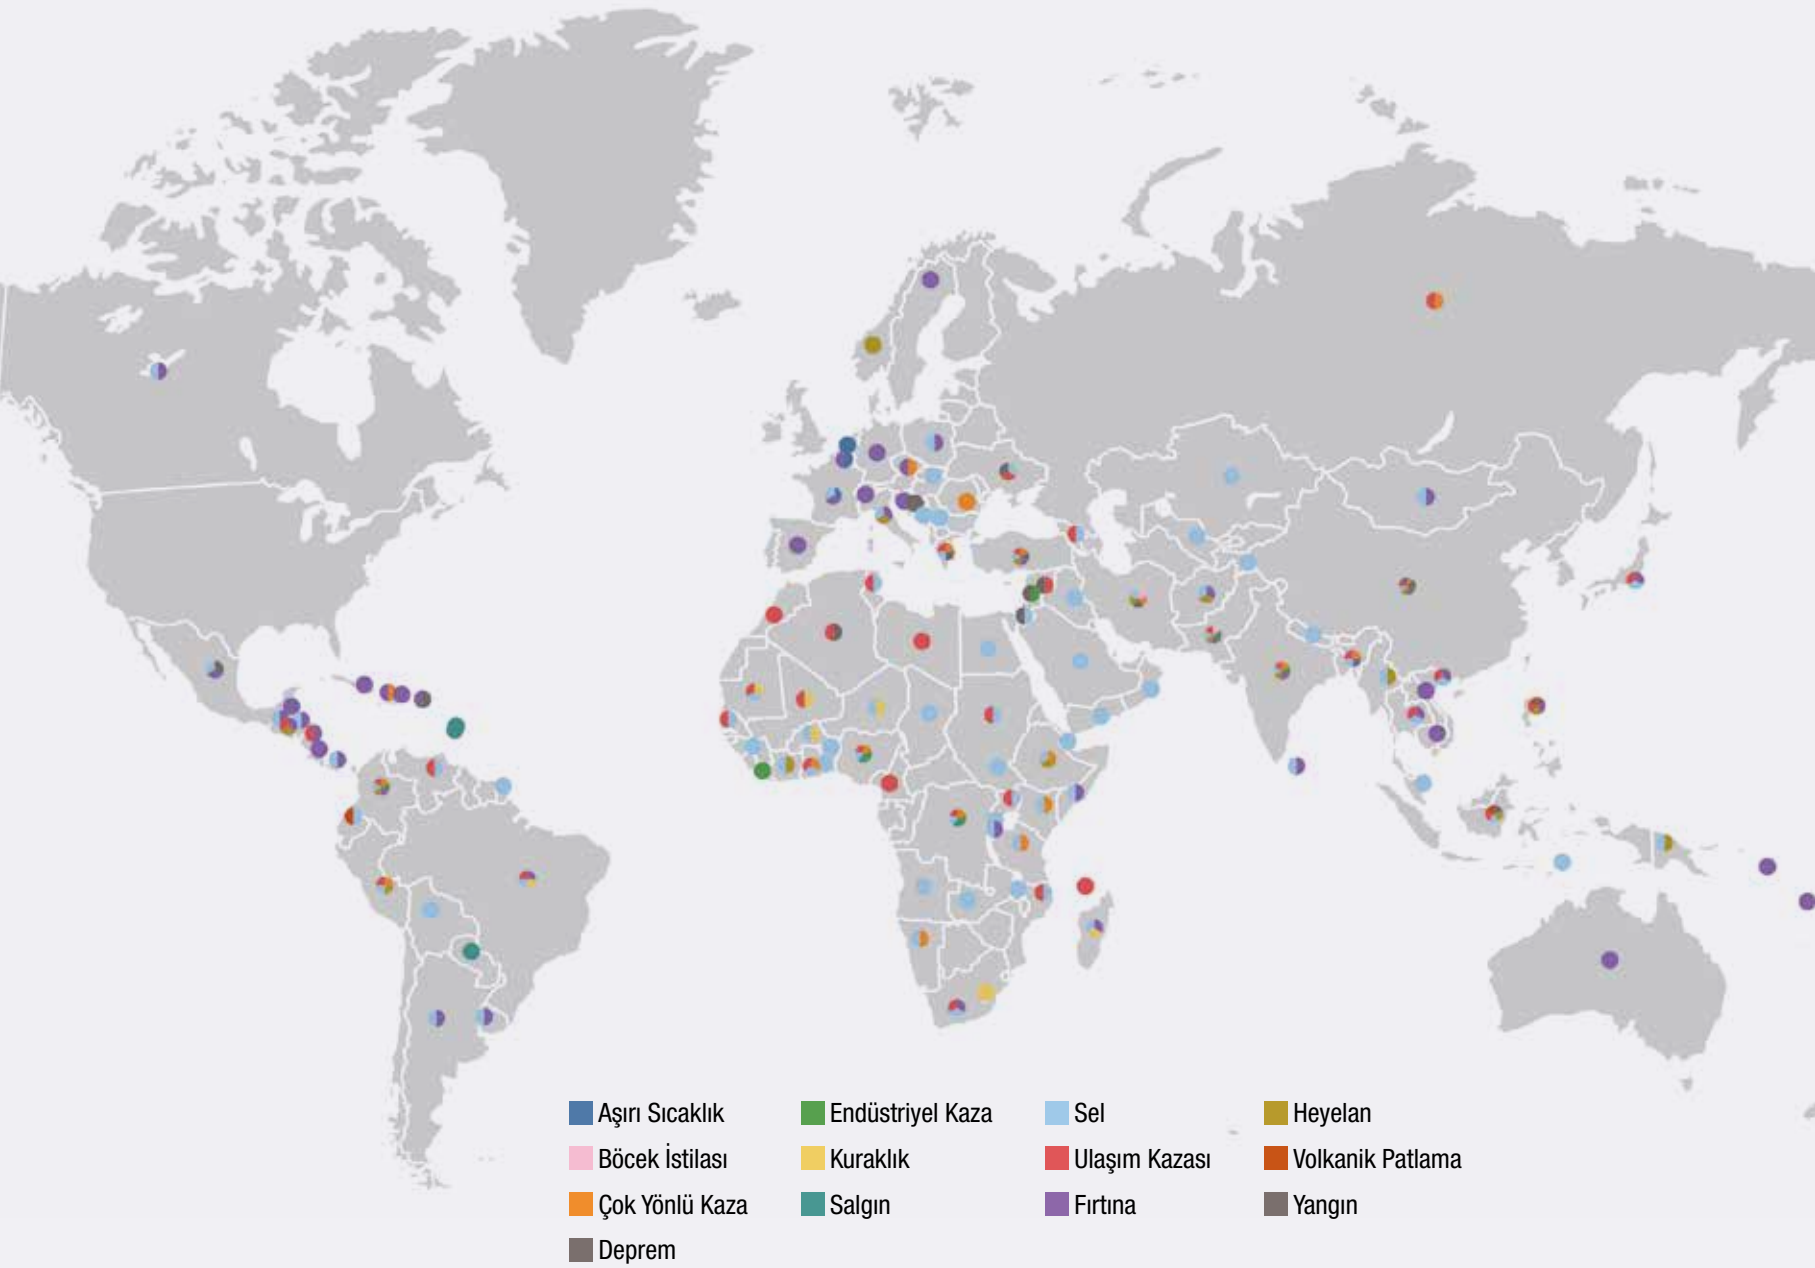 Aşırı Sıcaklık
Endüstriyel Kaza
Sel
Heyelan
Böcek İstilası
Kuraklık
Ulaşım Kazası
Volkanik Patlama
Çok Yönlü Kaza
Salgın
Fırtına
Yangın
Deprem